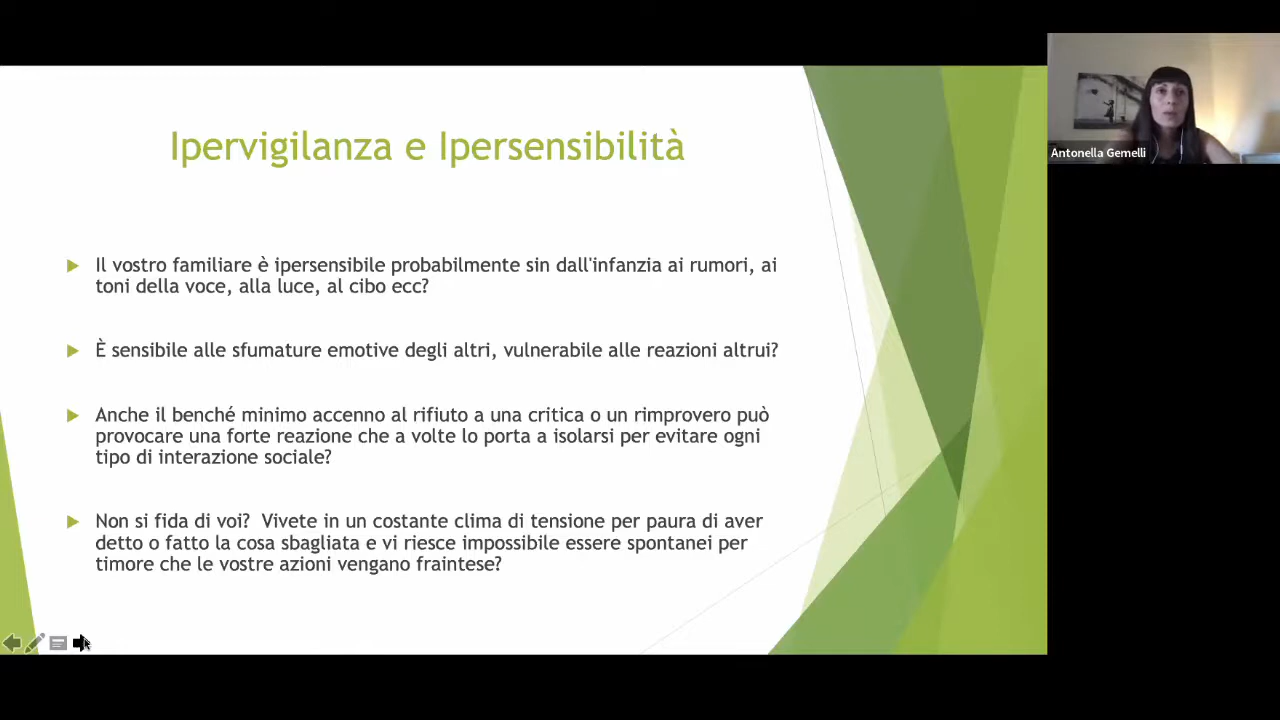 Ipervigilanza e Ipersensibilità
Il vostro familiare è ipersensibile probabilmente sin dall'infanzia ai rumori, ai
toni della voce, alla luce, al cibo ecc?
È sensibile alle sfumature emotive degli altri, vulnerabile alle reazioni altrui?
Anche il benché minimo accenno al rifiuto a una critica o un rimprovero può
provocare una forte reazione che a volte lo porta a isolarsi per evitare ogni
tipo di interazione sociale?
Non si fida di voi? Vivete in un costante clima di tensione per paura di aver
detto o fatto la cosa sbagliata e vi riesce impossibile essere spontanei per
timore che le vostre azioni vengano fraintese?
Antonella Gemelli